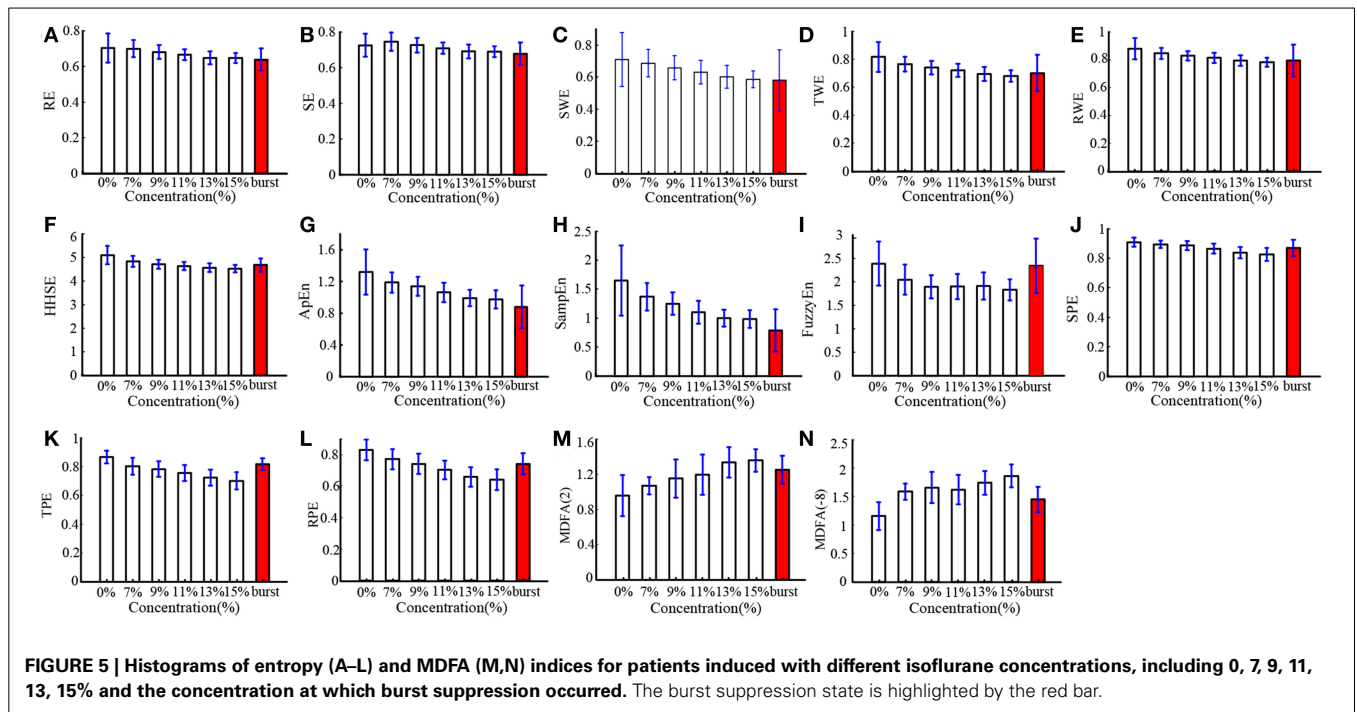 A
0.8
0.6
0.4
0.2
0
RE
0% 7% 9% 11% 13% 15% burst
Concentration(%)
B
0.8
0.6
0.4
0.2
0
SE
0% 7% 9% 11% 13% 15% burst
Concentration(%)
C
0.8
0.6
0.4
0.2
0
SWE
0% 7% 9% 11% 13% 15% burst
Concentration(%)
D
1
0.8
0.6
0.4
0.2
0
TWE
0% 7% 9% 11% 13% 15% burst
Concentration(%)
E
1
0.8
0.6
0.4
0.2
0
RWE
0% 7% 9% 11% 13% 15% burst
Concentration(%)
F
6
5
4
3
2
1
0
HHSE
0% 7% 9% 11% 13% 15% burst
Concentration(%)
G
1.6
1.2
0.8
0.4
0
ApEn
0% 7% 9% 11% 13% 15% burst
Concentration(%)
H
2.5
2
1.5
1
0.5
0
SampEn
0% 7% 9% 11% 13% 15% burst
Concentration(%)
I
3
2.5
2
1.5
1
0.5
0
FuzzyEn
0% 7% 9% 11% 13% 15% burst
Concentration(%)
J
1
0.8
0.6
0.4
0.2
0
SPE
0% 7% 9% 11% 13% 15% burst
Concentration(%)
K
1
0.8
0.6
0.4
0.2
0
TPE
0% 7% 9% 11% 13% 15% burst
Concentration(%)
L
0.8
0.6
0.4
0.2
0
RPE
0% 7% 9% 11% 13% 15% burst
Concentration(%)
M
1.6
1.2
0.8
0.4
0
MDFA(2)
0% 7% 9% 11% 13% 15% burst
Concentration(%)
N
2.5
2
1.5
1
0.5
0
MDFA(-8)
0% 7% 9% 11% 13% 15% burst
Concentration(%)
FIGURE 5 | Histograms of entropy (A–L) and MDFA (M,N) indices for patients induced with different isoflurane concentrations, including 0, 7, 9, 11,
13, 15% and the concentration at which burst suppression occurred. The burst suppression state is highlighted by the red bar.